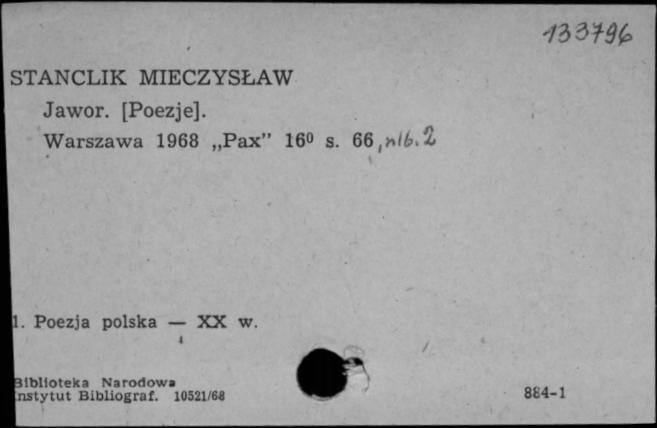 133796
STANCLIK MIECZYSŁAW
Jawor. [Poezje].
Warszawa 1968 „Pax” 16⁰ s. 66, nlb. 2
1. Poezja polska — XX w.
Biblioteka Narodowa
Instytut Bibliograf. 10521/68
884-1